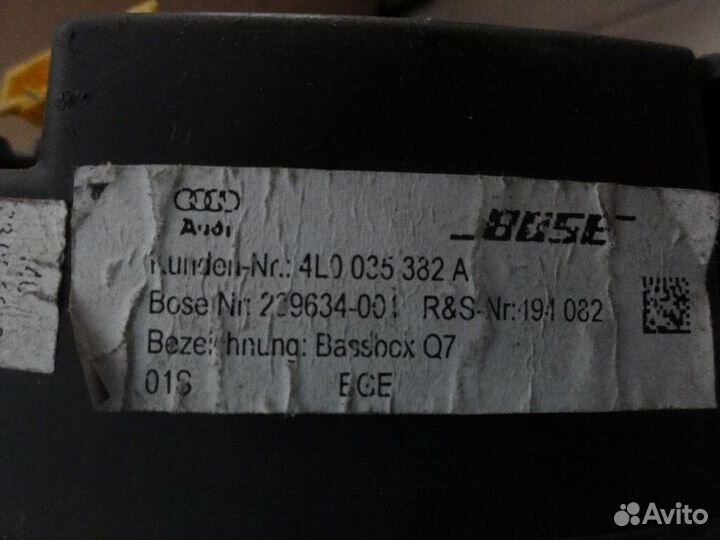 Audi
BOSE
Kunden-Nr.: 4L0 035 382 A
Bose Nr: 229634-001 R&S-Nr:194 082
Bezeichnung: Bassbox Q7
01S ECE
Avito